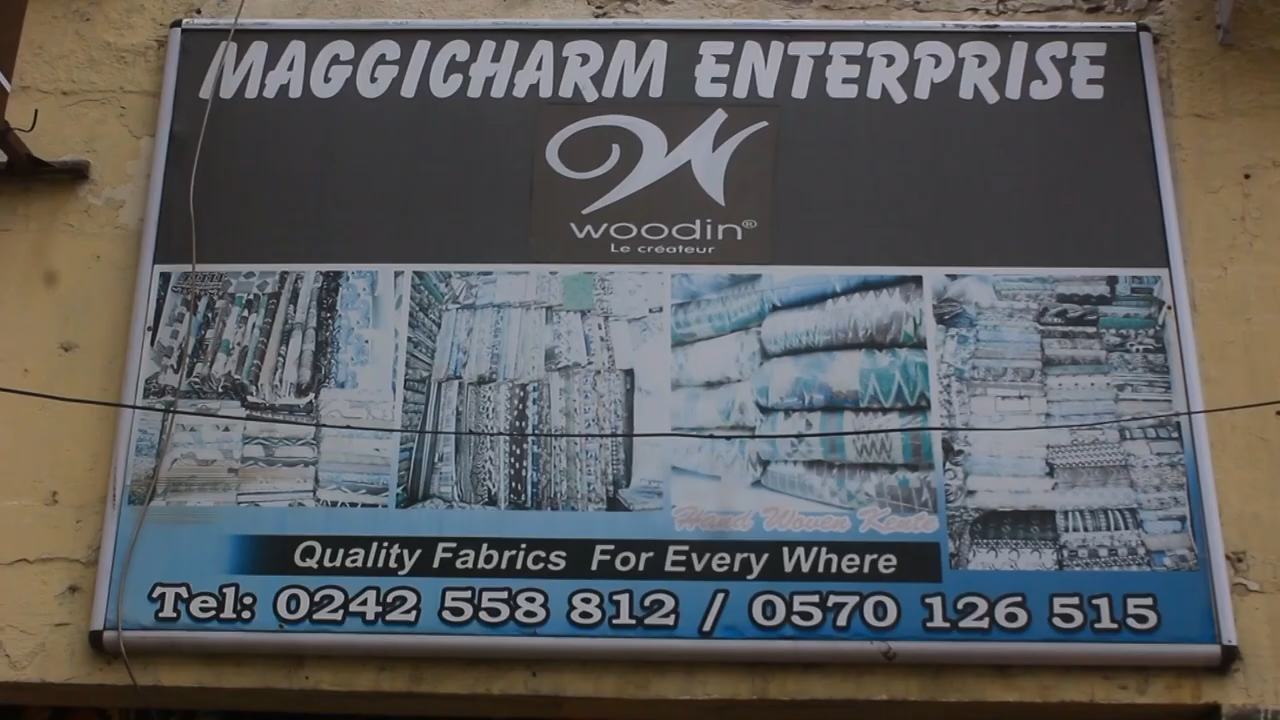 MAGGICHARM ENTERPRISE
woodin®
Le créateur
Hand Woven Kente
Quality Fabrics For Every Where
Tel: 0242 558 812 / 0570 126 515